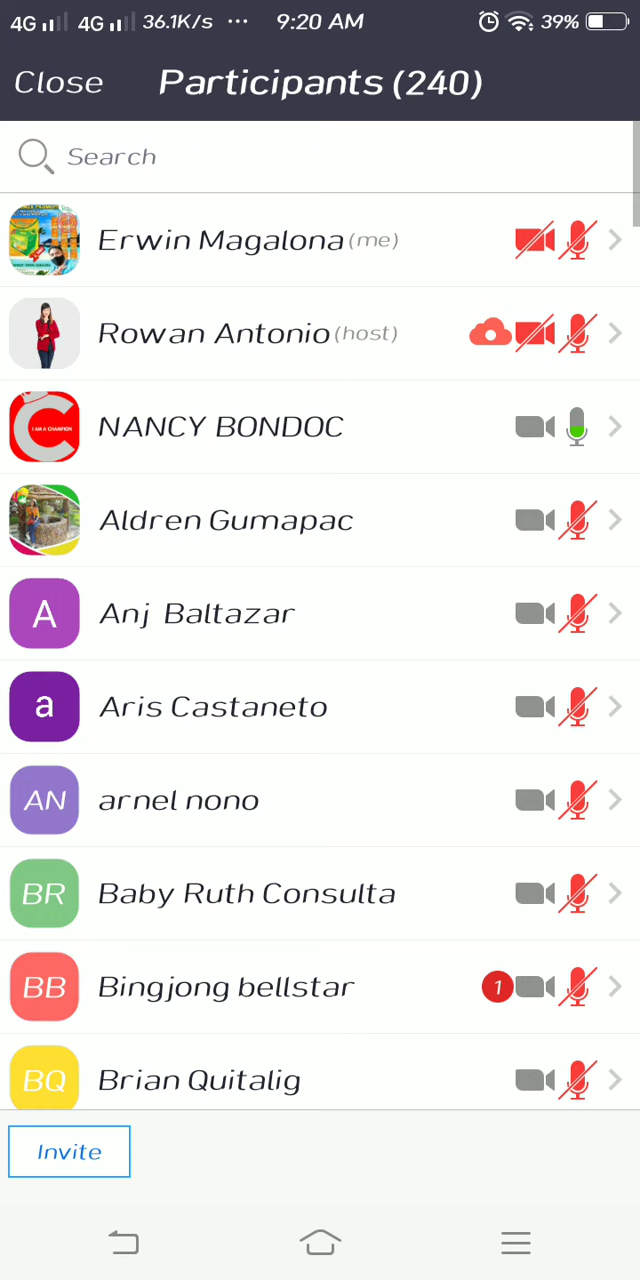 4G 4G 36.1K/s ... 9:20 AM 39%
Close Participants (240)
Search
Erwin Magalona (me)
Rowan Antonio (host)
I AM A CHAMPION
NANCY BONDOC
Aldren Gumapac
A Anj Baltazar
a Aris Castaneto
AN arnel nono
BR Baby Ruth Consulta
BB Bingjong bellstar 1
BQ Brian Quitalig
Invite